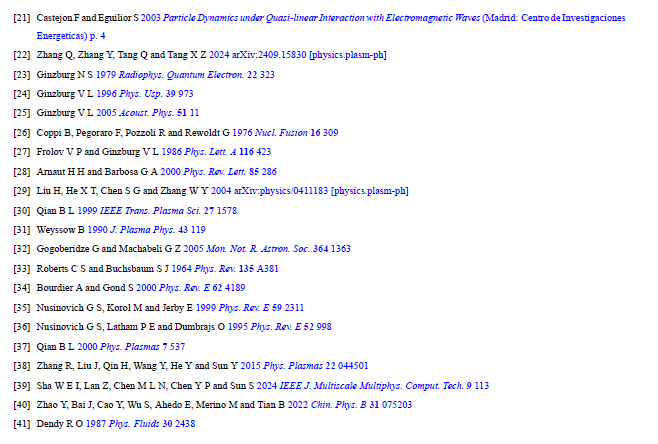 [21] Castejon F and Eguilior S 2003 Particle Dynamics under Quasi-linear Interaction with Electromagnetic Waves (Madrid: Centro de Investigaciones
Energeticas) p. 4
[22] Zhang Q, Zhang Y, Tang Q and Tang X Z 2024 arXiv:2409.15830 [physics.plasm-ph]
[23] Ginzburg N S 1979 Radiophys. Quantum Electron. 22 323
[24] Ginzburg V L 1996 Phys. Usp. 39 973
[25] Ginzburg V L 2005 Acoust. Phys. 51 11
[26] Coppi B, Pegoraro F, Pozzoli R and Rewoldt G 1976 Nucl. Fusion 16 309
[27] Frolov V P and Ginzburg V L 1986 Phys. Lett. A 116 423
[28] Arnaut H H and Barbosa G A 2000 Phys. Rev. Lett. 85 286
[29] Liu H, He X T, Chen S G and Zhang W Y 2004 arXiv:physics/0411183 [physics.plasm-ph]
[30] Qian B L 1999 IEEE Trans. Plasma Sci. 27 1578
[31] Weyssow B 1990 J. Plasma Phys. 43 119
[32] Gogoberidze G and Machabeli G Z 2005 Mon. Not. R. Astron. Soc. 364 1363
[33] Roberts C S and Buchsbaum S J 1964 Phys. Rev. 135 A381
[34] Bourdier A and Gond S 2000 Phys. Rev. E 62 4189
[35] Nusinovich G S, Korol M and Jerby E 1999 Phys. Rev. E 59 2311
[36] Nusinovich G S, Latham P E and Dumbrajs O 1995 Phys. Rev. E 52 998
[37] Qian B L 2000 Phys. Plasmas 7 537
[38] Zhang R, Liu J, Qin H, Wang Y, He Y and Sun Y 2015 Phys. Plasmas 22 044501
[39] Sha W E I, Lan Z, Chen M L N, Chen Y P and Sun S 2024 IEEE J. Multiscale Multiphys. Comput. Tech. 9 113
[40] Zhao Y, Bai J, Cao Y, Wu S, Ahedo E, Merino M and Tian B 2022 Chin. Phys. B 31 075203
[41] Dendy R O 1987 Phys. Fluids 30 2438